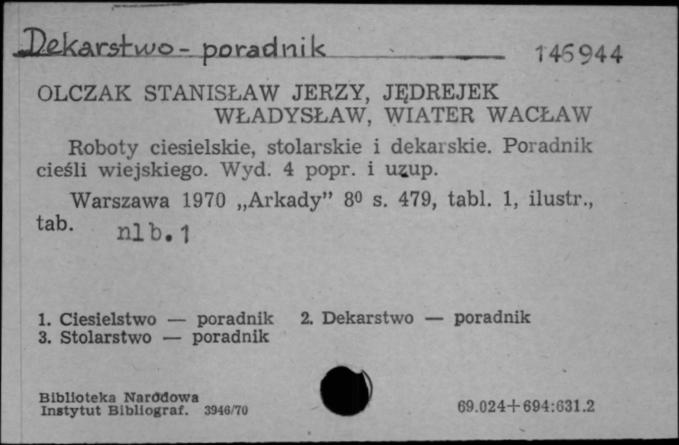 Dekarstwo - poradnik
146944
OLCZAK STANISŁAW JERZY, JĘDREJEK
WŁADYSŁAW, WIATER WACŁAW
Roboty ciesielskie, stolarskie i dekarskie. Poradnik
cieśli wiejskiego. Wyd. 4 popr. i uzup.
Warszawa 1970 „Arkady” 8⁰ s. 479, tabl. 1, ilustr.,
tab. nlb. 1
1. Ciesielstwo — poradnik 2. Dekarstwo — poradnik
3. Stolarstwo — poradnik
Biblioteka Narodowa
Instytut Bibliograf. 3946/70
69.024+694:631.2